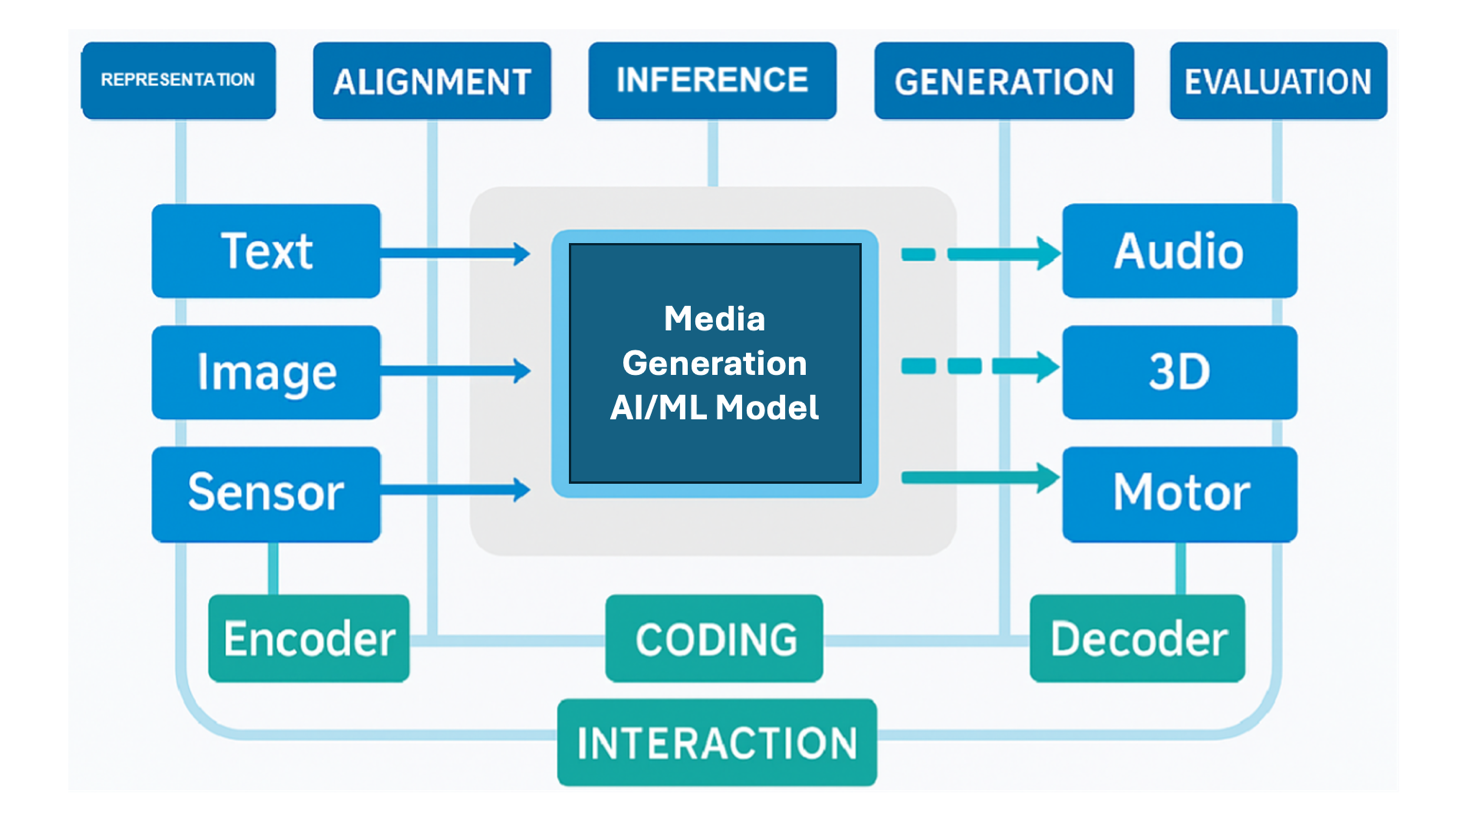 REPRESENTATION
ALIGNMENT
INFERENCE
GENERATION
EVALUATION
Text
Image
Sensor
Media
Generation
AI/ML Model
Audio
3D
Motor
Encoder
CODING
Decoder
INTERACTION